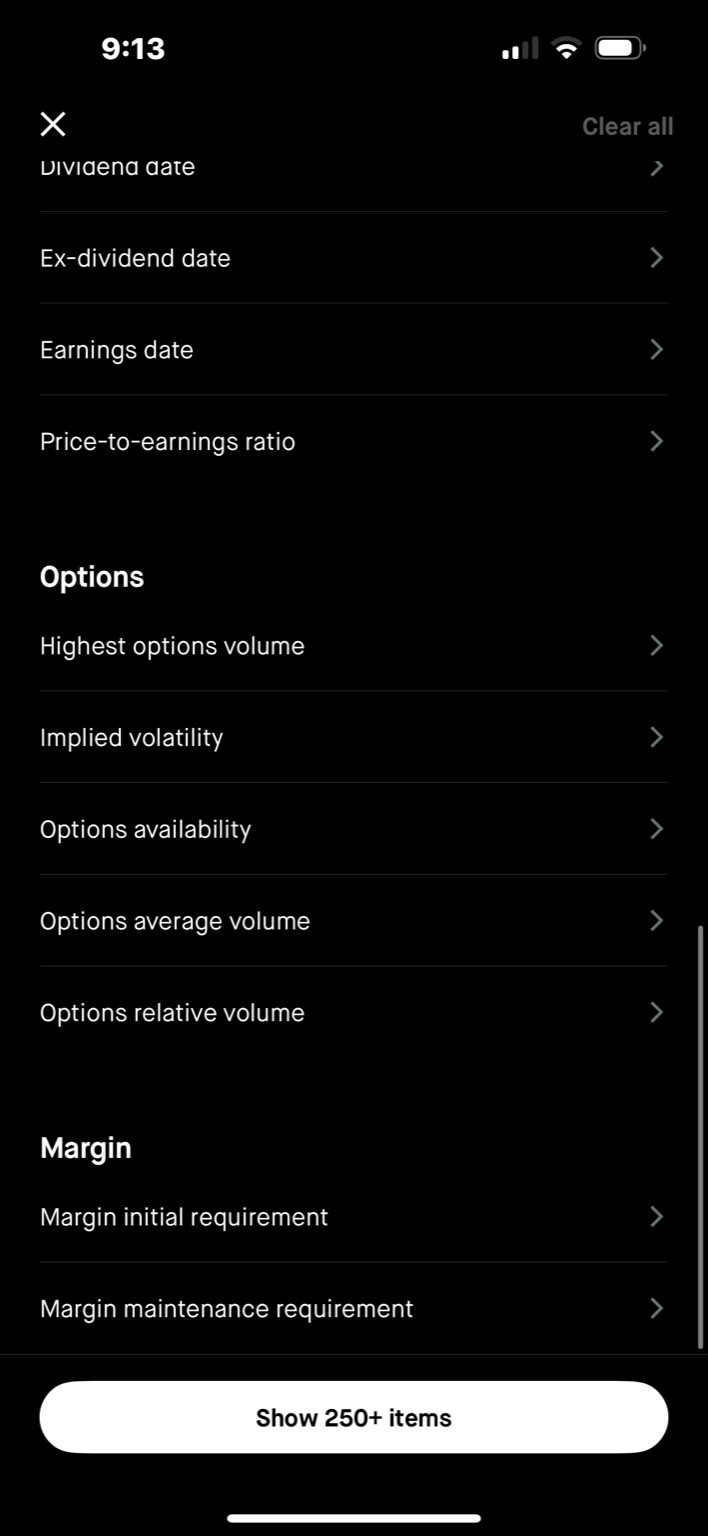 9:13
Clear all
Dividend date
Ex-dividend date
Earnings date
Price-to-earnings ratio
Options
Highest options volume
Implied volatility
Options availability
Options average volume
Options relative volume
Margin
Margin initial requirement
Margin maintenance requirement
Show 250+ items